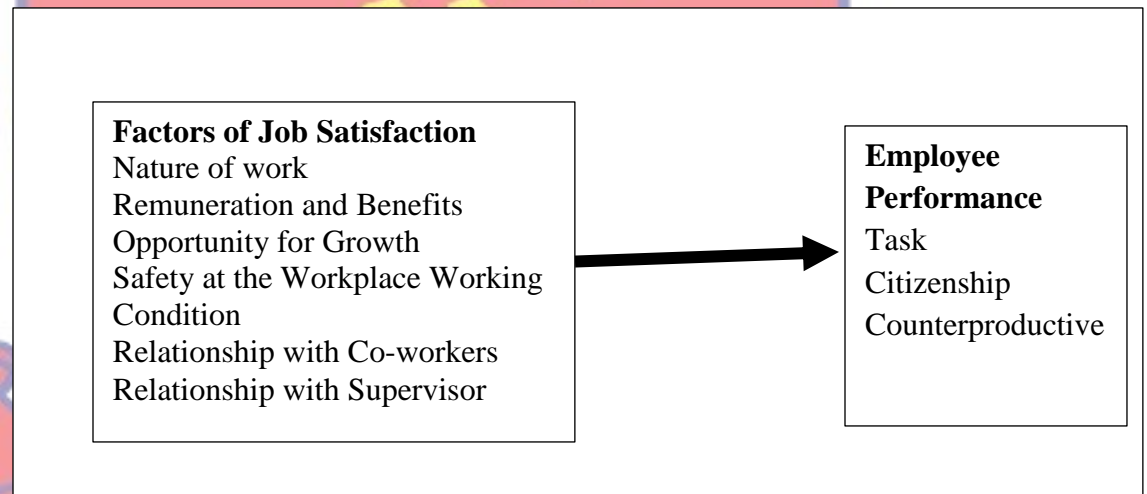 Factors of Job Satisfaction
Nature of work
Remuneration and Benefits
Opportunity for Growth
Safety at the Workplace Working
Condition
Relationship with Co-workers
Relationship with Supervisor
Employee
Performance
Task
Citizenship
Counterproductive